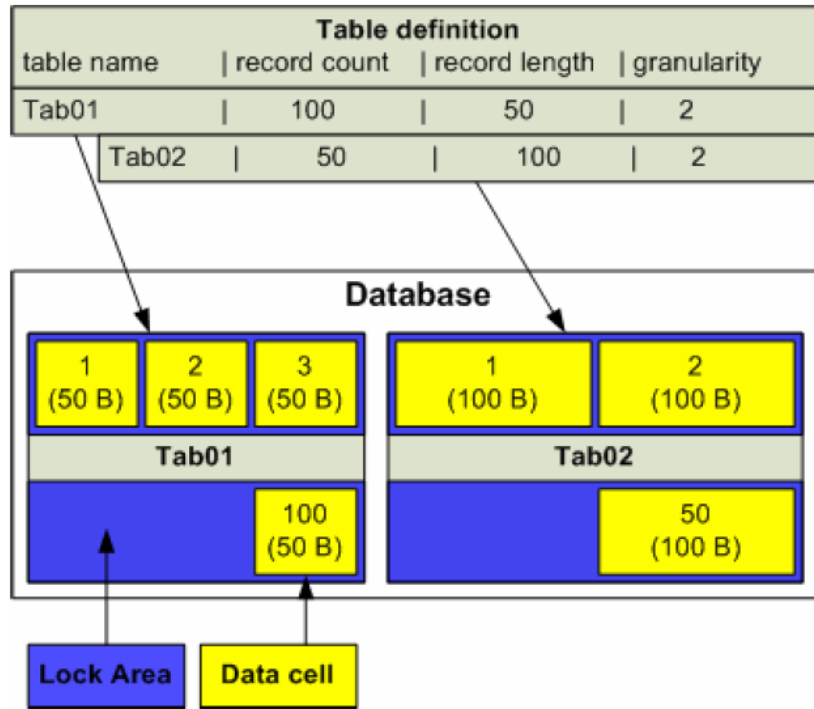 Table definition
table name | record count | record length | granularity
Tab01 | 100 | 50 | 2
Tab02 | 50 | 100 | 2
Database
1 2 3 1 2
(50 B) (50 B) (50 B) (100 B) (100 B)
Tab01 Tab02
100 50
(50 B) (100 B)
Lock Area Data cell